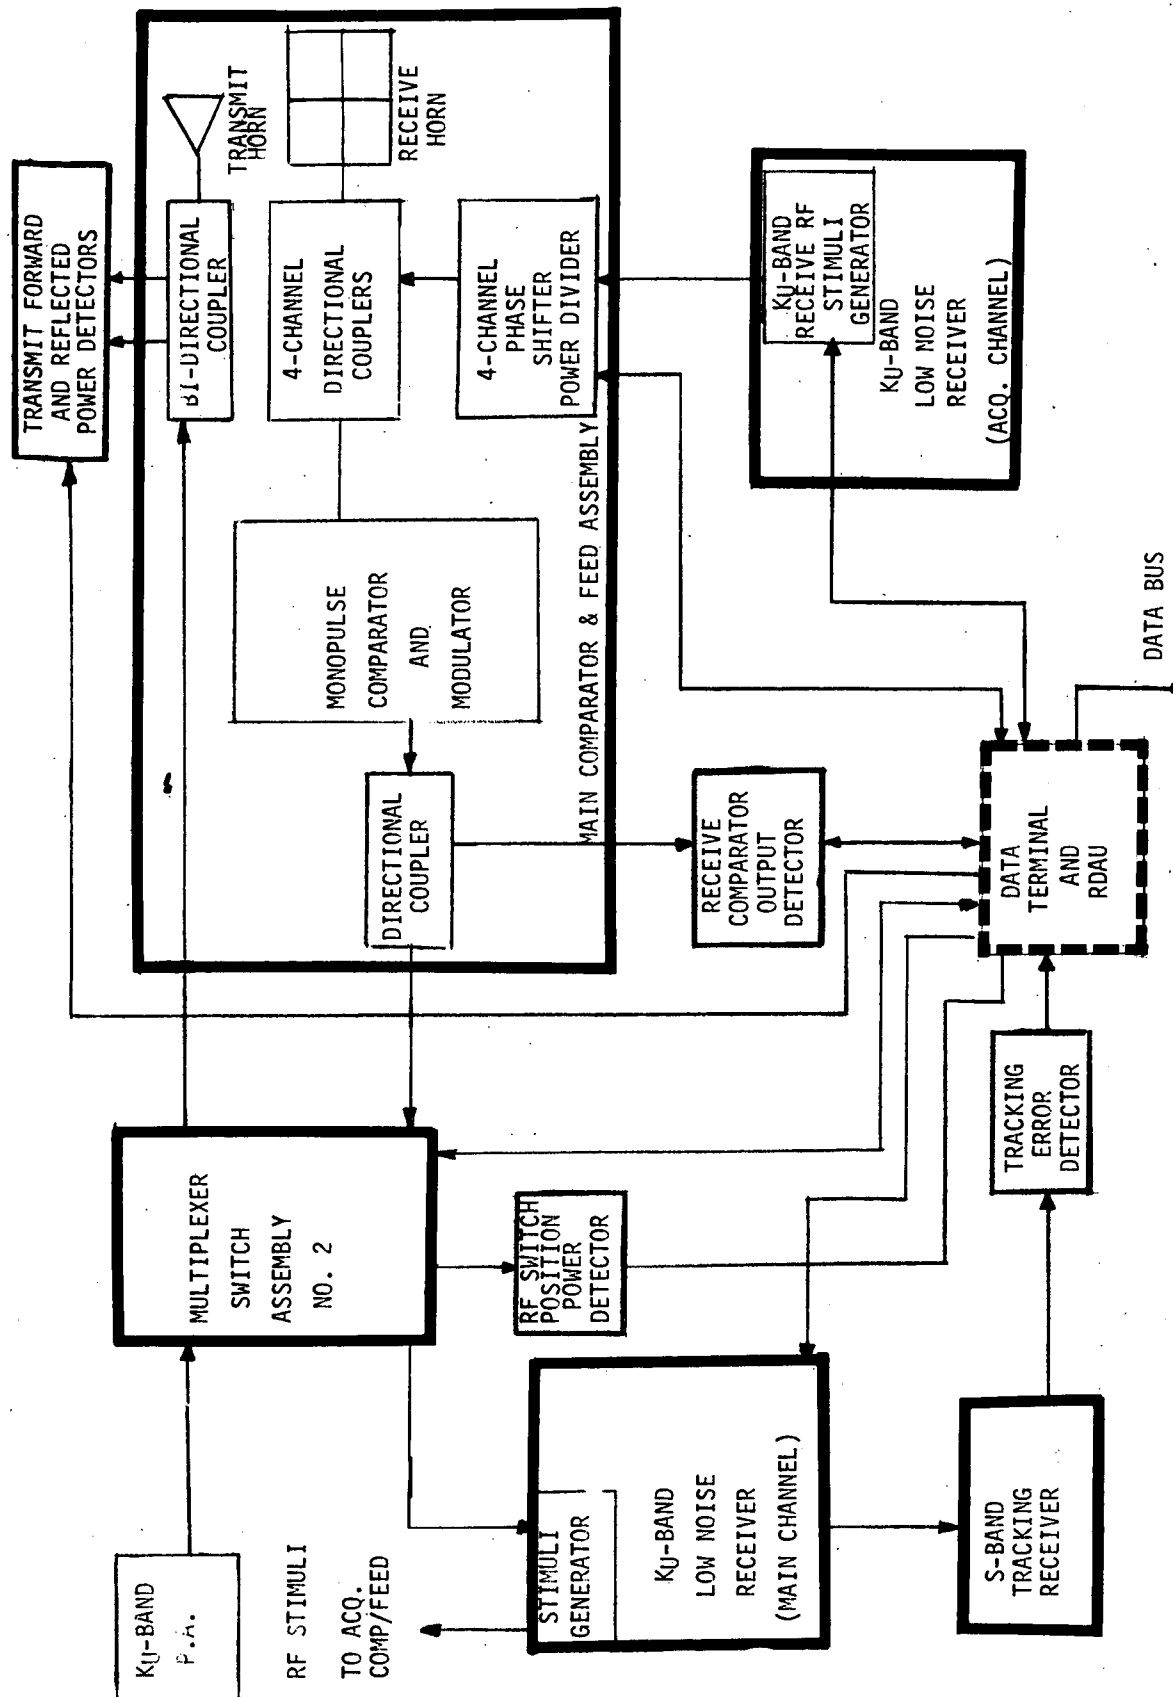 TRANSMIT FORWARD
AND REFLECTED
POWER DETECTORS
BI-DIRECTIONAL
COUPLER
TRANSMIT
HORN
4-CHANNEL
DIRECTIONAL
COUPLERS
RECEIVE
HORN
4-CHANNEL
PHASE
SHIFTER
POWER DIVIDER
MONOPULSE
COMPARATOR
AND
MODULATOR
DIRECTIONAL
COUPLER
MAIN COMPARATOR & FEED ASSEMBLY
KU-BAND
RECEIVE RF
STIMULI
GENERATOR
KU-BAND
LOW NOISE
RECEIVER
(ACQ. CHANNEL)
MULTIPLEXER
SWITCH
ASSEMBLY
NO. 2
RF SWITCH
POSITION
POWER
DETECTOR
RECEIVE
COMPARATOR
OUTPUT
DETECTOR
DATA
TERMINAL
AND
RDAU
DATA BUS
TRACKING
ERROR
DETECTOR
KU-BAND
P.A.
RF STIMULI
TO ACQ.
COMP/FEED
STIMULI
GENERATOR
KU-BAND
LOW NOISE
RECEIVER
(MAIN CHANNEL)
S-BAND
TRACKING
RECEIVER